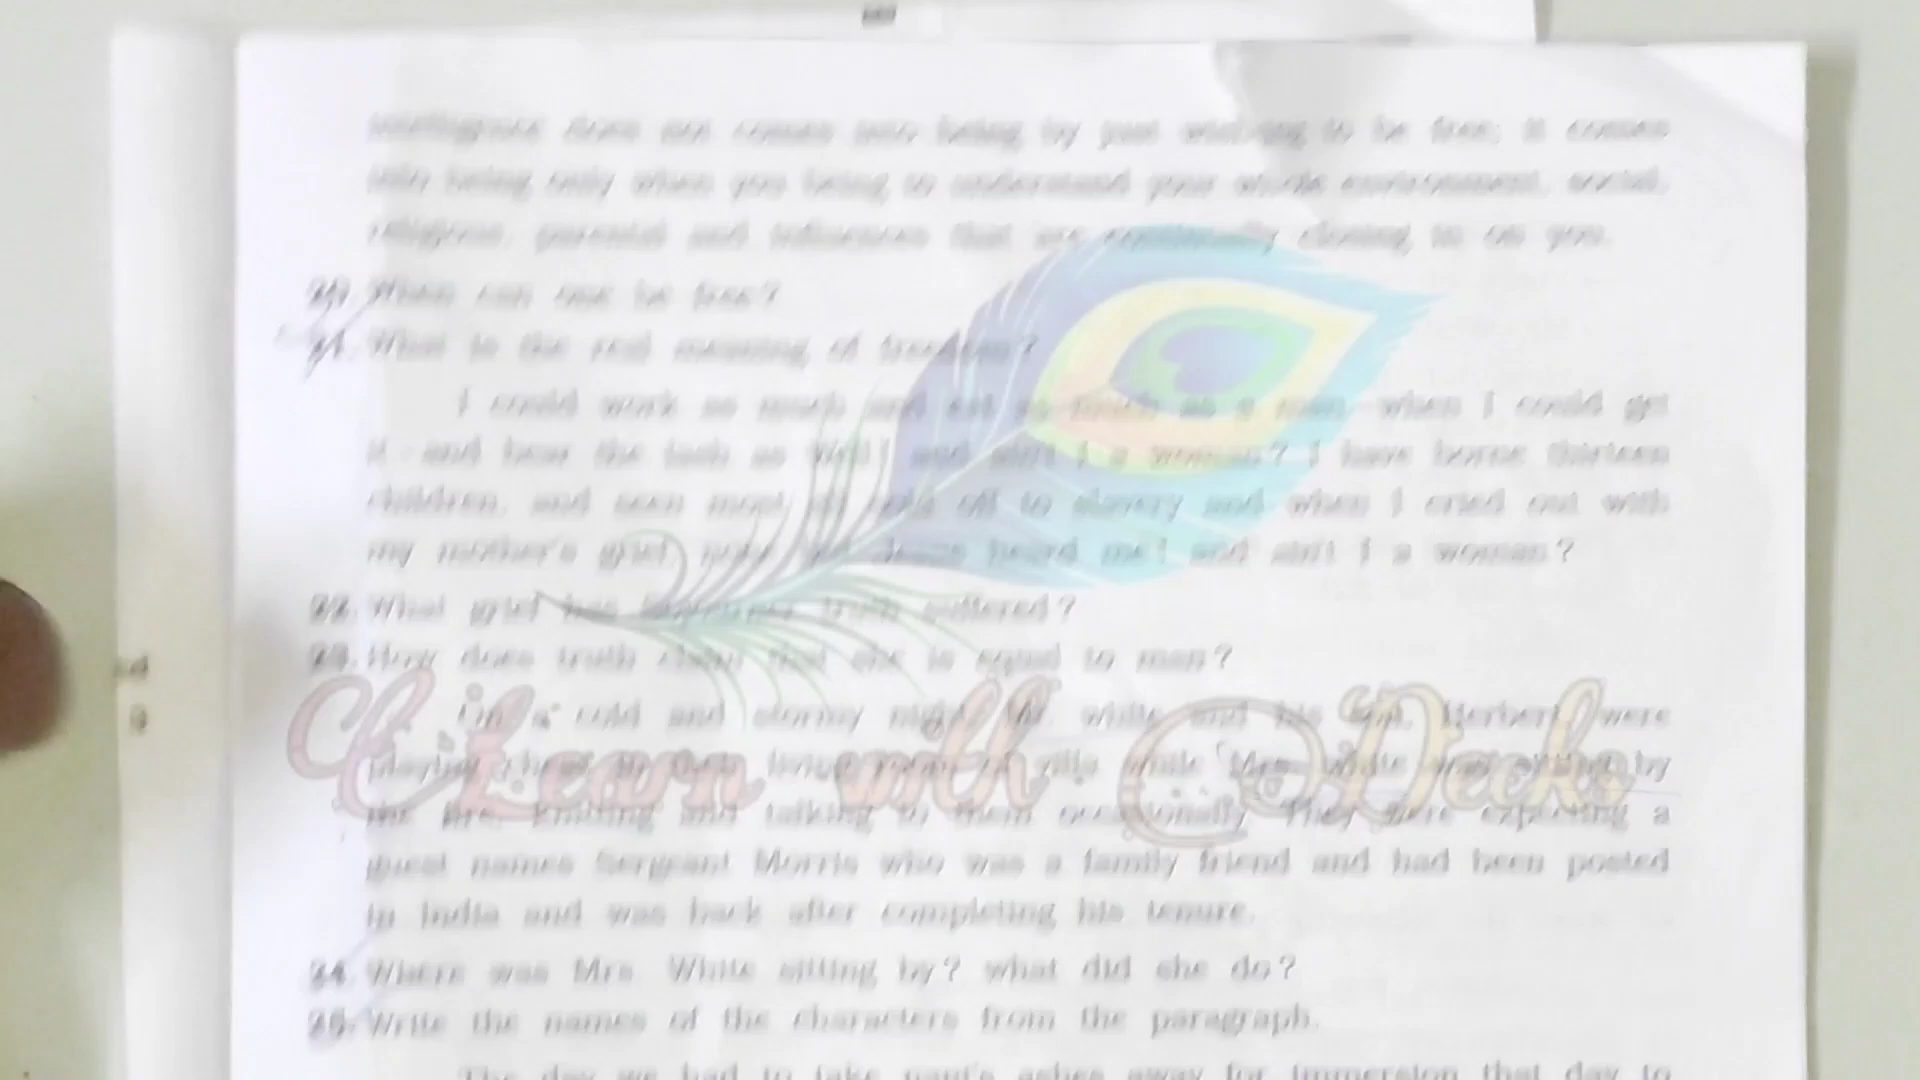 intelligence does not comes into being by just wishing to be free; it comes
into being only when you being to understand your whole environment, social,
religious, parental and influences that are continually closing in on you.
20. When can one be free?
21. What is the real meaning of freedom?
I could work as much and eat as much as a man when I could get
it - and bear the lash as Well! and ain't I a woman? I have borne thirteen
children, and seen most sold off to slavery and when I cried out with
my mother's grief, none but Jesus heard me! and ain't I a woman?
22. What grief has truth suffered?
23. How does truth claim that she is equal to man?
On a cold and stormy night Mr. white and his son, Herbert were
playing chess in their living room of villa while Mrs. white was sitting by
the fire, knitting and talking to them occasionally They were expecting a
guest names Sergeant Morris who was a family friend and had been posted
in India and was back after completing his tenure.
24. Where was Mrs. White sitting by? what did she do?
25. Write the names of the characters from the paragraph.
The day we had to take papa's ashes away for immersion that day to
Learn with Decks